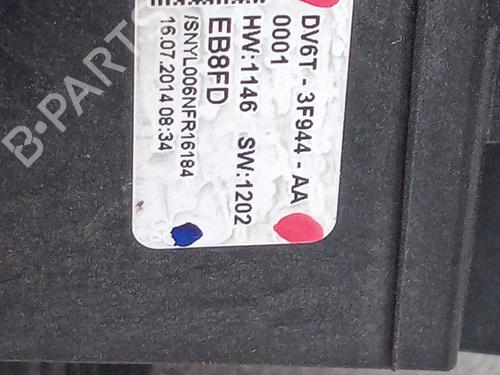 DV6T - 3F944 - AA
0001
HW:1146 SW:1202
EB8FD
/SNYL006NFR16184
16.07.2014 08:34
B-PARTS